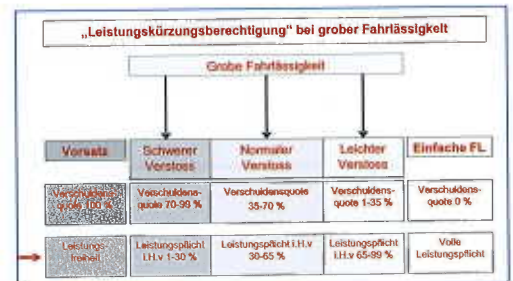 „Leistungskürzungsberechtigung" bei grober Fahrlässigkeit
Grobe Fahrlässigkeit
Vorsatz
Schwerer Verstoss
Normaler Verstoss
Leichter Verstoss
Einfache FL
Verschuldens-
quote 100 %
Verschuldens-
quote 70-99 %
Verschuldensquote
35-70 %
Verschuldens-
quote 1-35 %
Verschuldens-
quote 0 %
Leistungs-
freiheit
Leistungspflicht
i.H.v 1-30 %
Leistungspflicht i.H.v
30-65 %
Leistungspflicht
i.H.v 65-99 %
Volle
Leistungspflicht